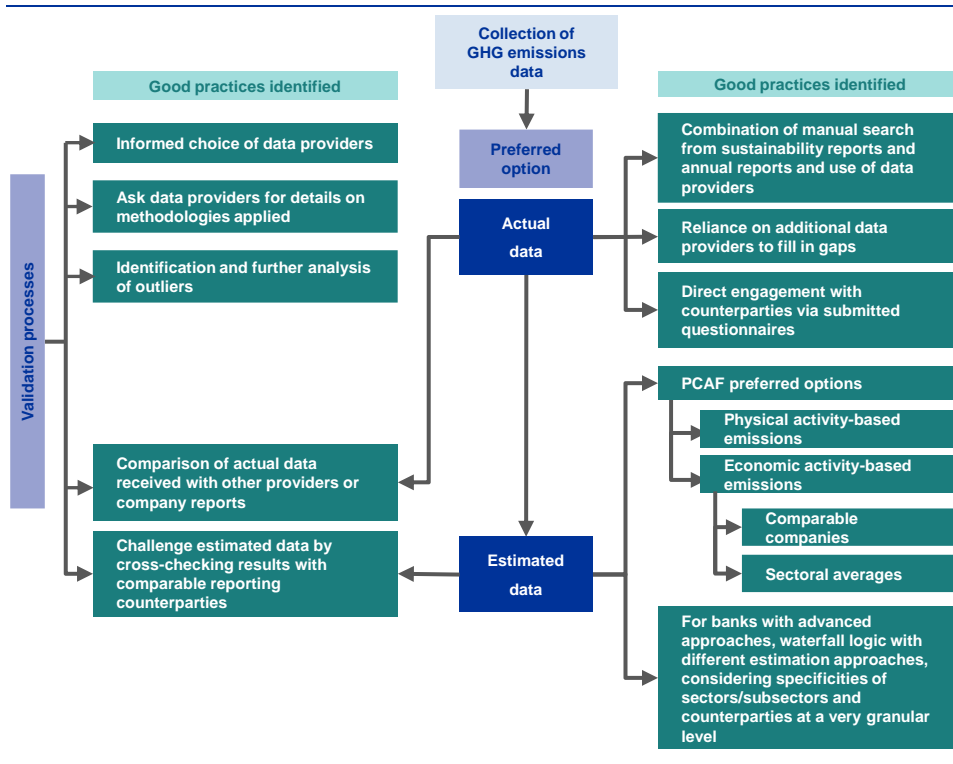 Collection of
GHG emissions
data
Good practices identified
Good practices identified
Informed choice of data providers
Ask data providers for details on
methodologies applied
Identification and further analysis
of outliers
Validation processes
Comparison of actual data
received with other providers or
company reports
Challenge estimated data by
cross-checking results with
comparable reporting
counterparties
Preferred
option
Actual
data
Estimated
data
Combination of manual search
from sustainability reports and
annual reports and use of data
providers
Reliance on additional data
providers to fill in gaps
Direct engagement with
counterparties via submitted
questionnaires
PCAF preferred options
Physical activity-based
emissions
Economic activity-based
emissions
Comparable
companies
Sectoral averages
For banks with advanced
approaches, waterfall logic with
different estimation approaches,
considering specificities of
sectors/subsectors and
counterparties at a very granular
level